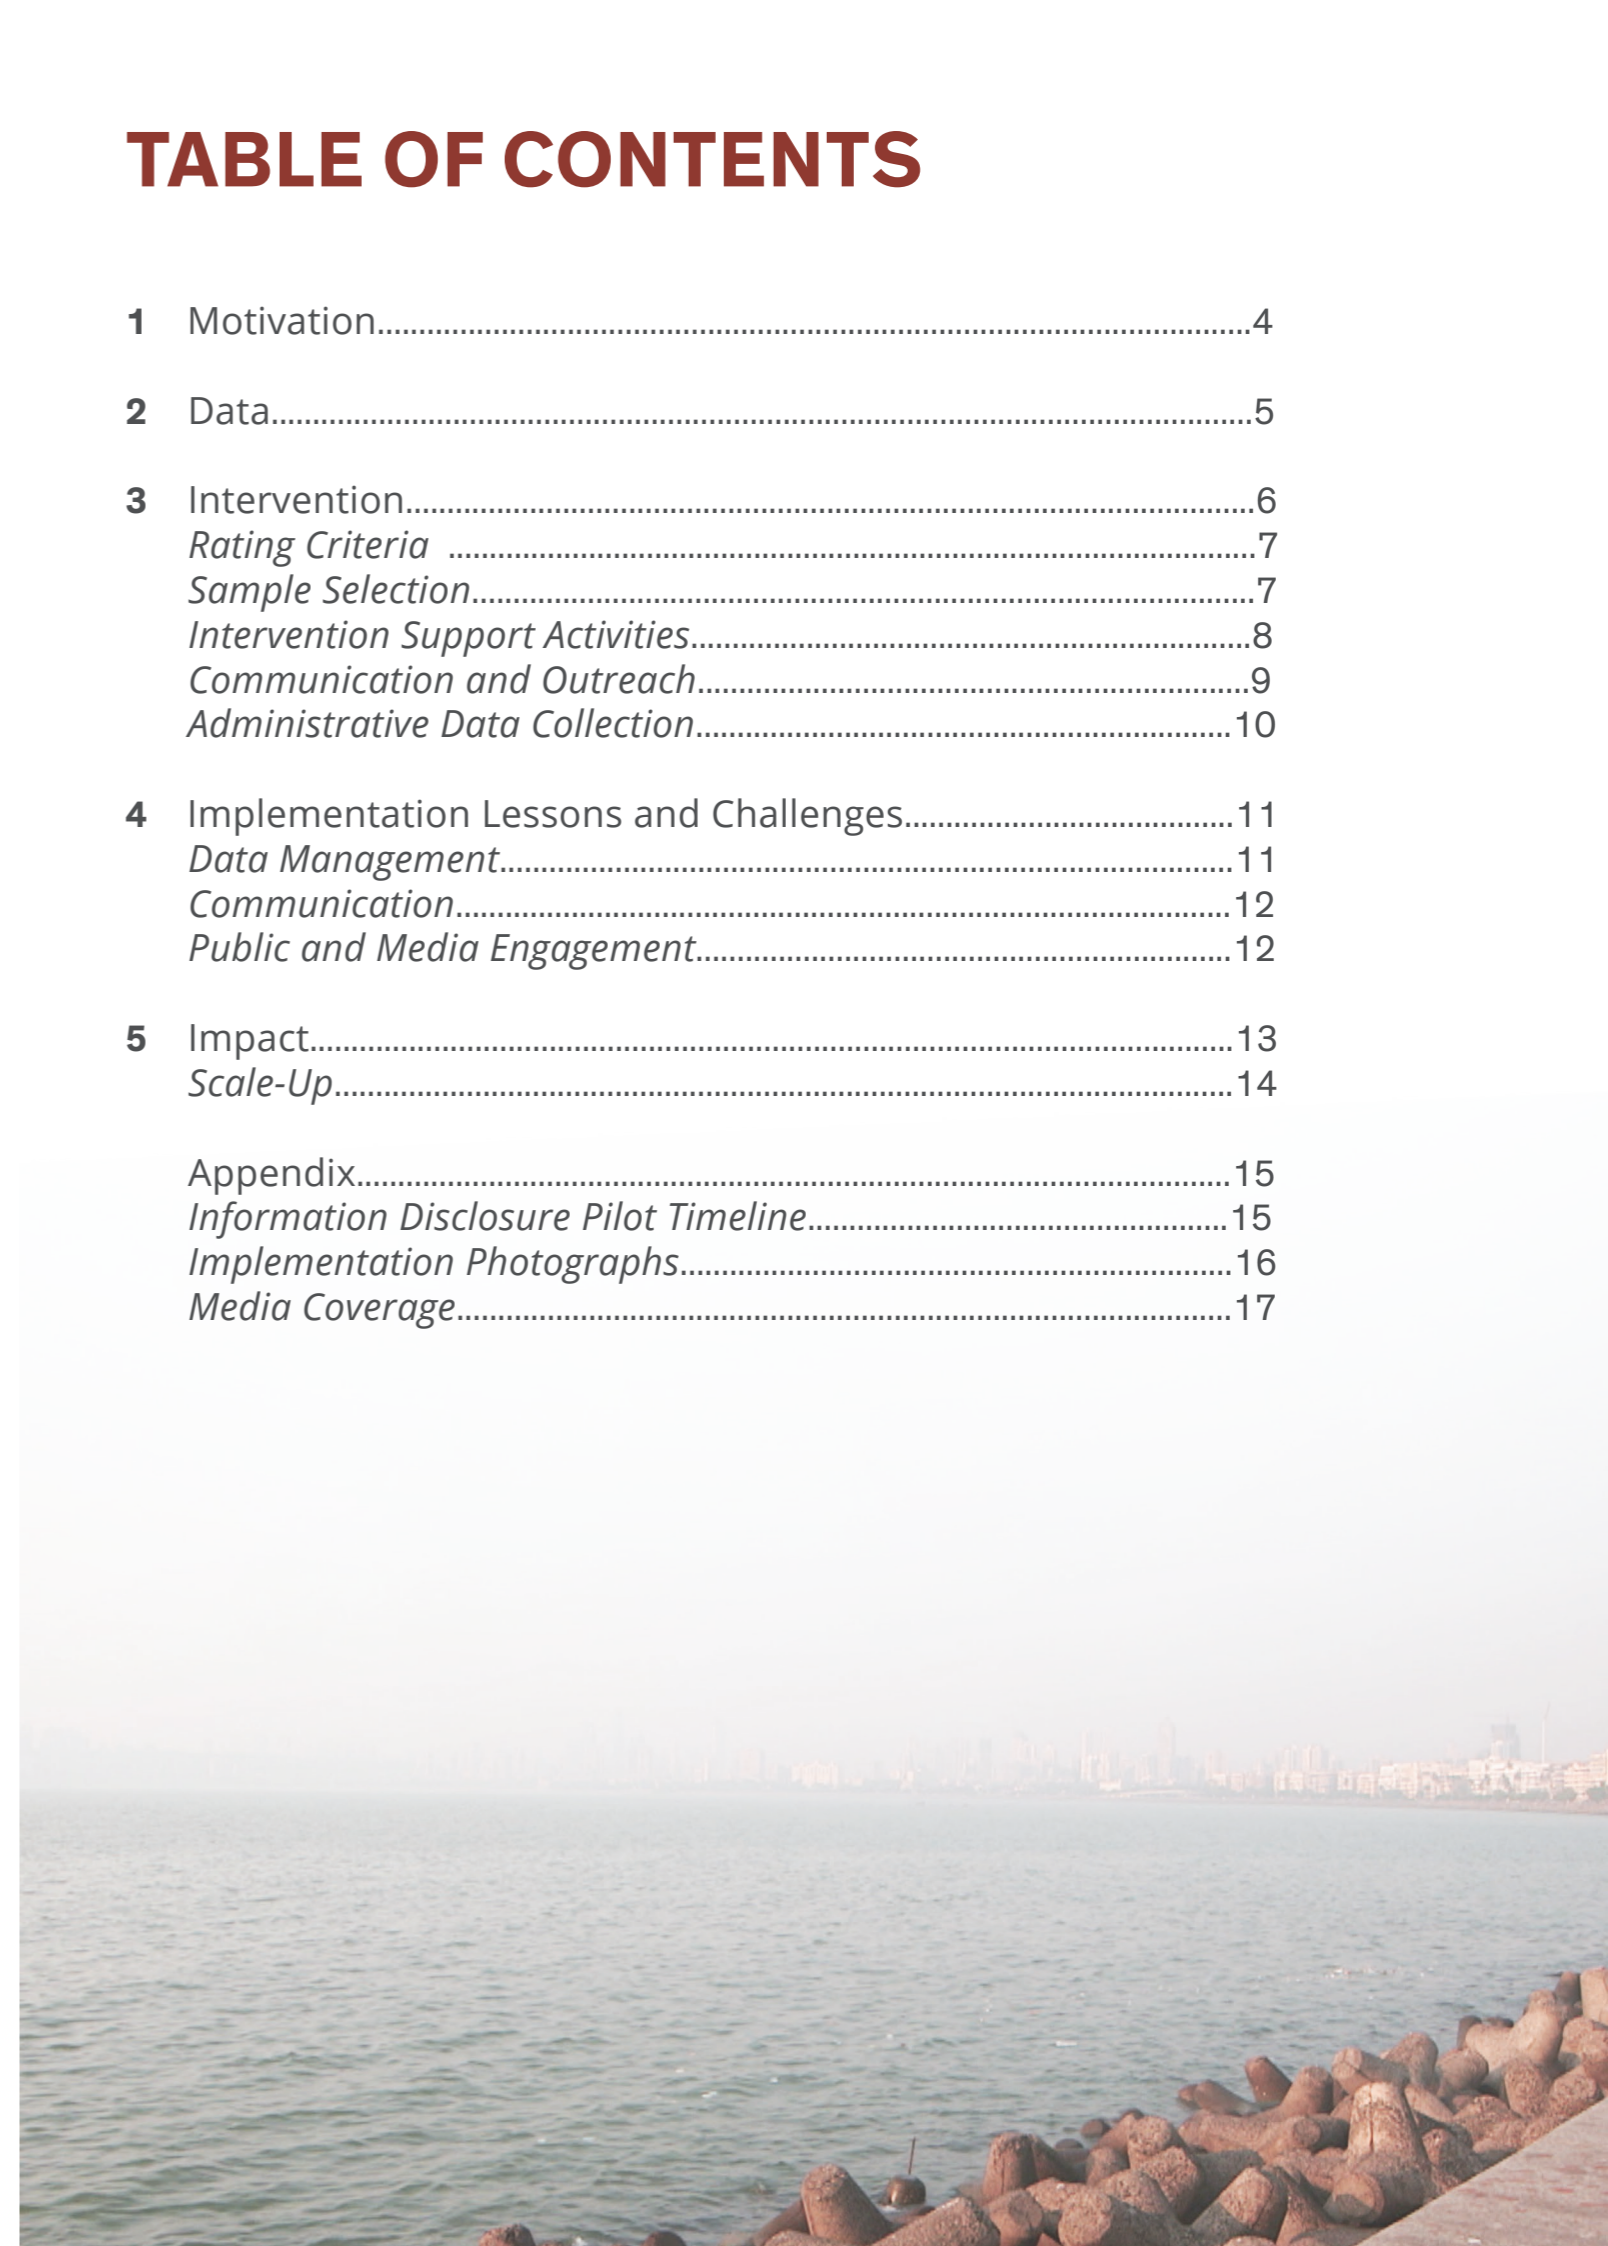 TABLE OF CONTENTS
1 Motivation........................................................................................................4
2 Data.....................................................................................................................5
3 Intervention.....................................................................................................6
Rating Criteria ................................................................................................7
Sample Selection.............................................................................................7
Intervention Support Activities...................................................................8
Communication and Outreach..................................................................9
Administrative Data Collection................................................................10
4 Implementation Lessons and Challenges.......................................11
Data Management.......................................................................................11
Communication............................................................................................12
Public and Media Engagement................................................................12
5 Impact..............................................................................................................13
Scale-Up...........................................................................................................14
Appendix........................................................................................................15
Information Disclosure Pilot Timeline..................................................15
Implementation Photographs..................................................................16
Media Coverage............................................................................................17